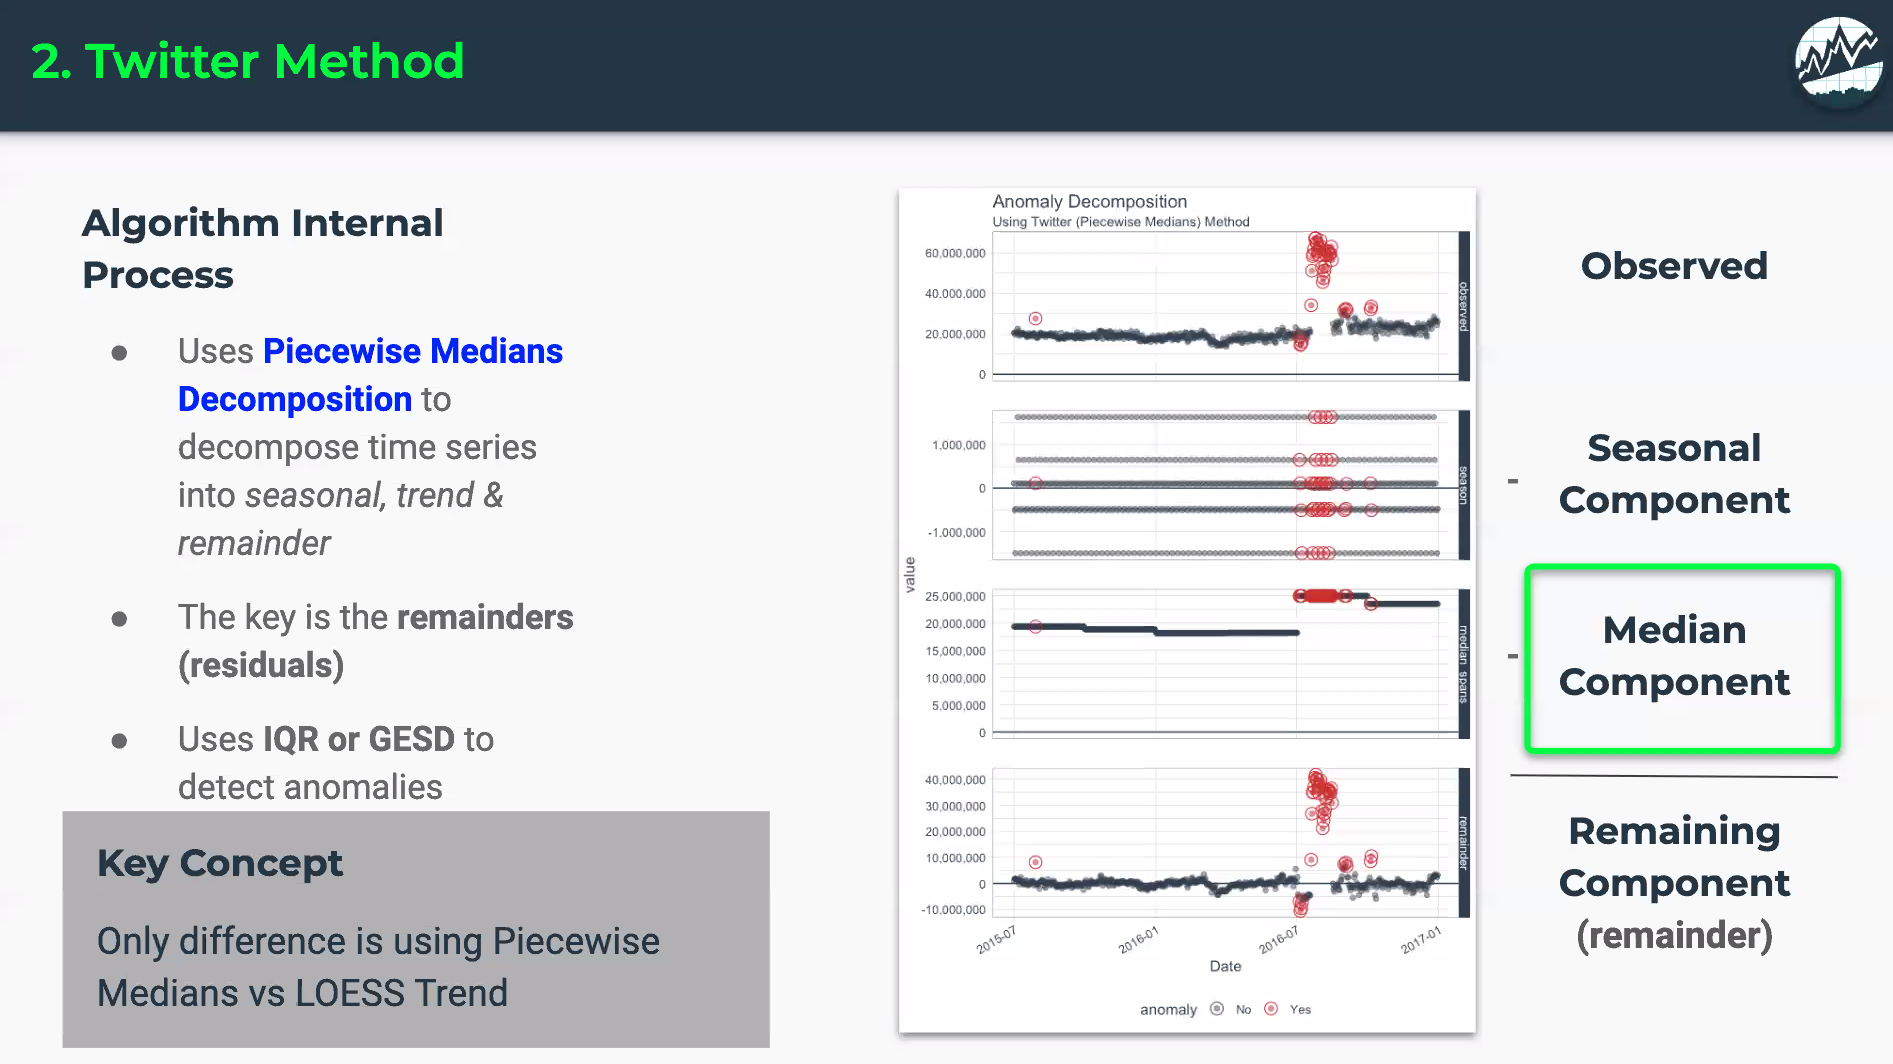 2. Twitter Method
Algorithm Internal
Process
● Uses Piecewise Medians
Decomposition to
decompose time series
into seasonal, trend &
remainder
● The key is the remainders
(residuals)
● Uses IQR or GESD to
detect anomalies
Key Concept
Only difference is using Piecewise
Medians vs LOESS Trend
Anomaly Decomposition
Using Twitter (Piecewise Medians) Method
60,000,000
40,000,000
20,000,000
0
observed
1,000,000
0
-1,000,000
season
value
25,000,000
20,000,000
15,000,000
10,000,000
5,000,000
0
median_spans
40,000,000
30,000,000
20,000,000
10,000,000
0
-10,000,000
remainder
2015-07
2016-01
2016-07
2017-01
Date
anomaly No Yes
Observed
-
Seasonal
Component
-
Median
Component
Remaining
Component
(remainder)